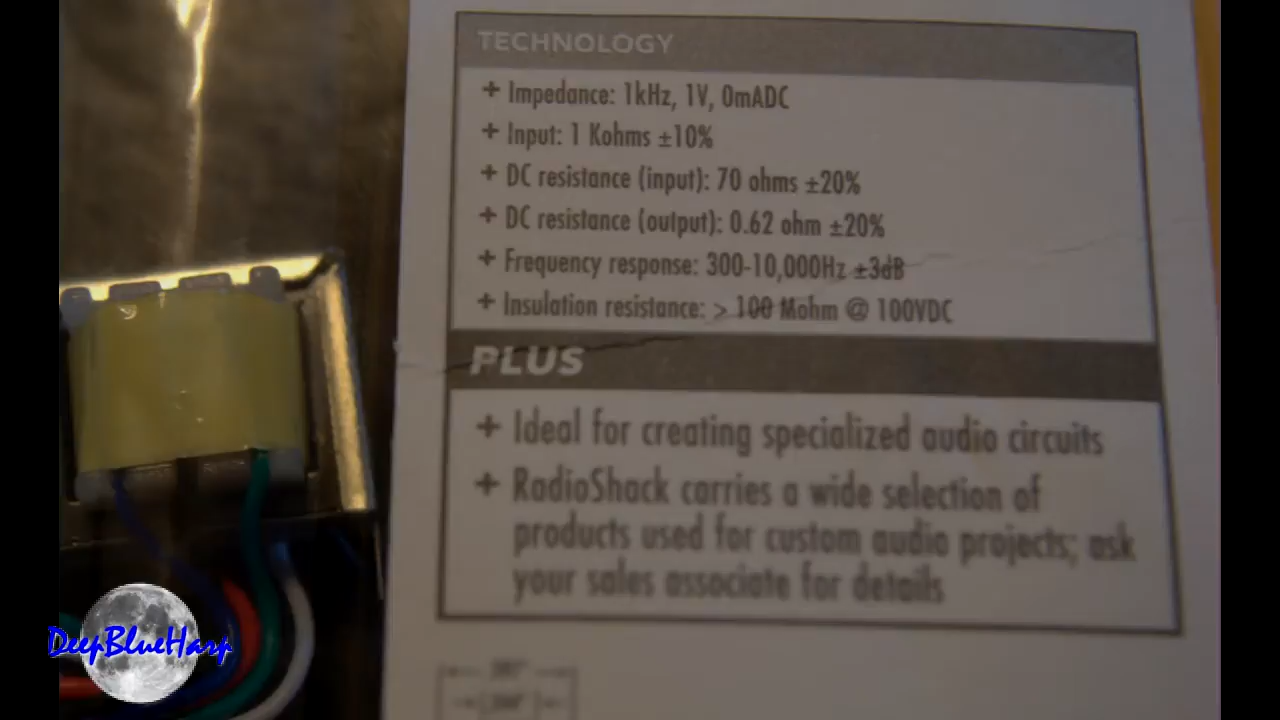 TECHNOLOGY
+ Impedance: 1kHz, 1V, 0mADC
+ Input: 1 Kohms ±10%
+ DC resistance (input): 70 ohms ±20%
+ DC resistance (output): 0.62 ohm ±20%
+ Frequency response: 300-10,000Hz ±3dB
+ Insulation resistance: > 100 Mohm @ 100VDC
PLUS
+ Ideal for creating specialized audio circuits
+ RadioShack carries a wide selection of
products used for custom audio projects; ask
your sales associate for details
DeepBlueHarp